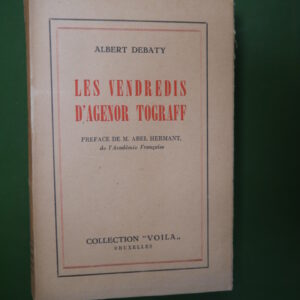 ALBERT DEBATY
LES VENDREDIS
D'AGENOR TOGRAFF
PREFACE DE M. ABEL HERMANT,
de l'Académie Française
COLLECTION "VOILA„
BRUXELLES